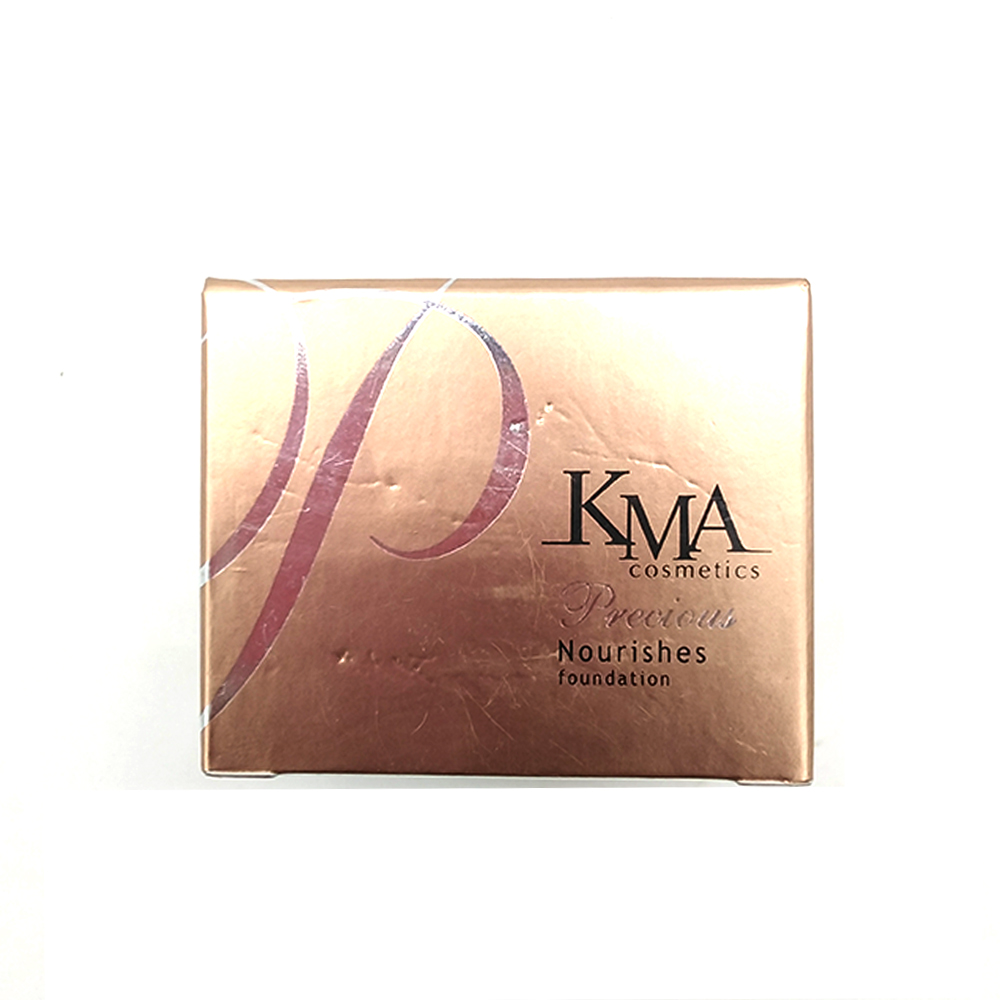 P
KMA
cosmetics
Precious
Nourishes
foundation